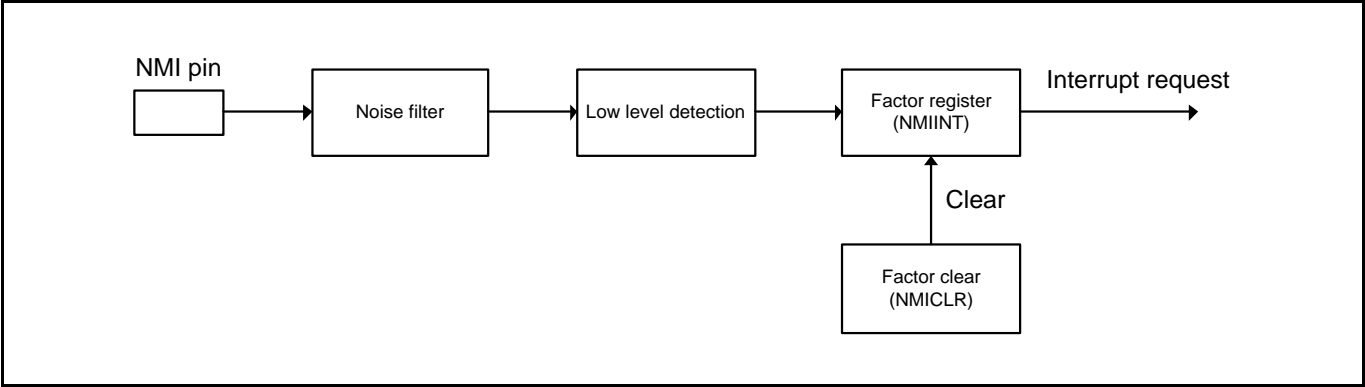 NMI pin
Noise filter
Low level detection
Factor register
(NMIINT)
Interrupt request
Clear
Factor clear
(NMICLR)